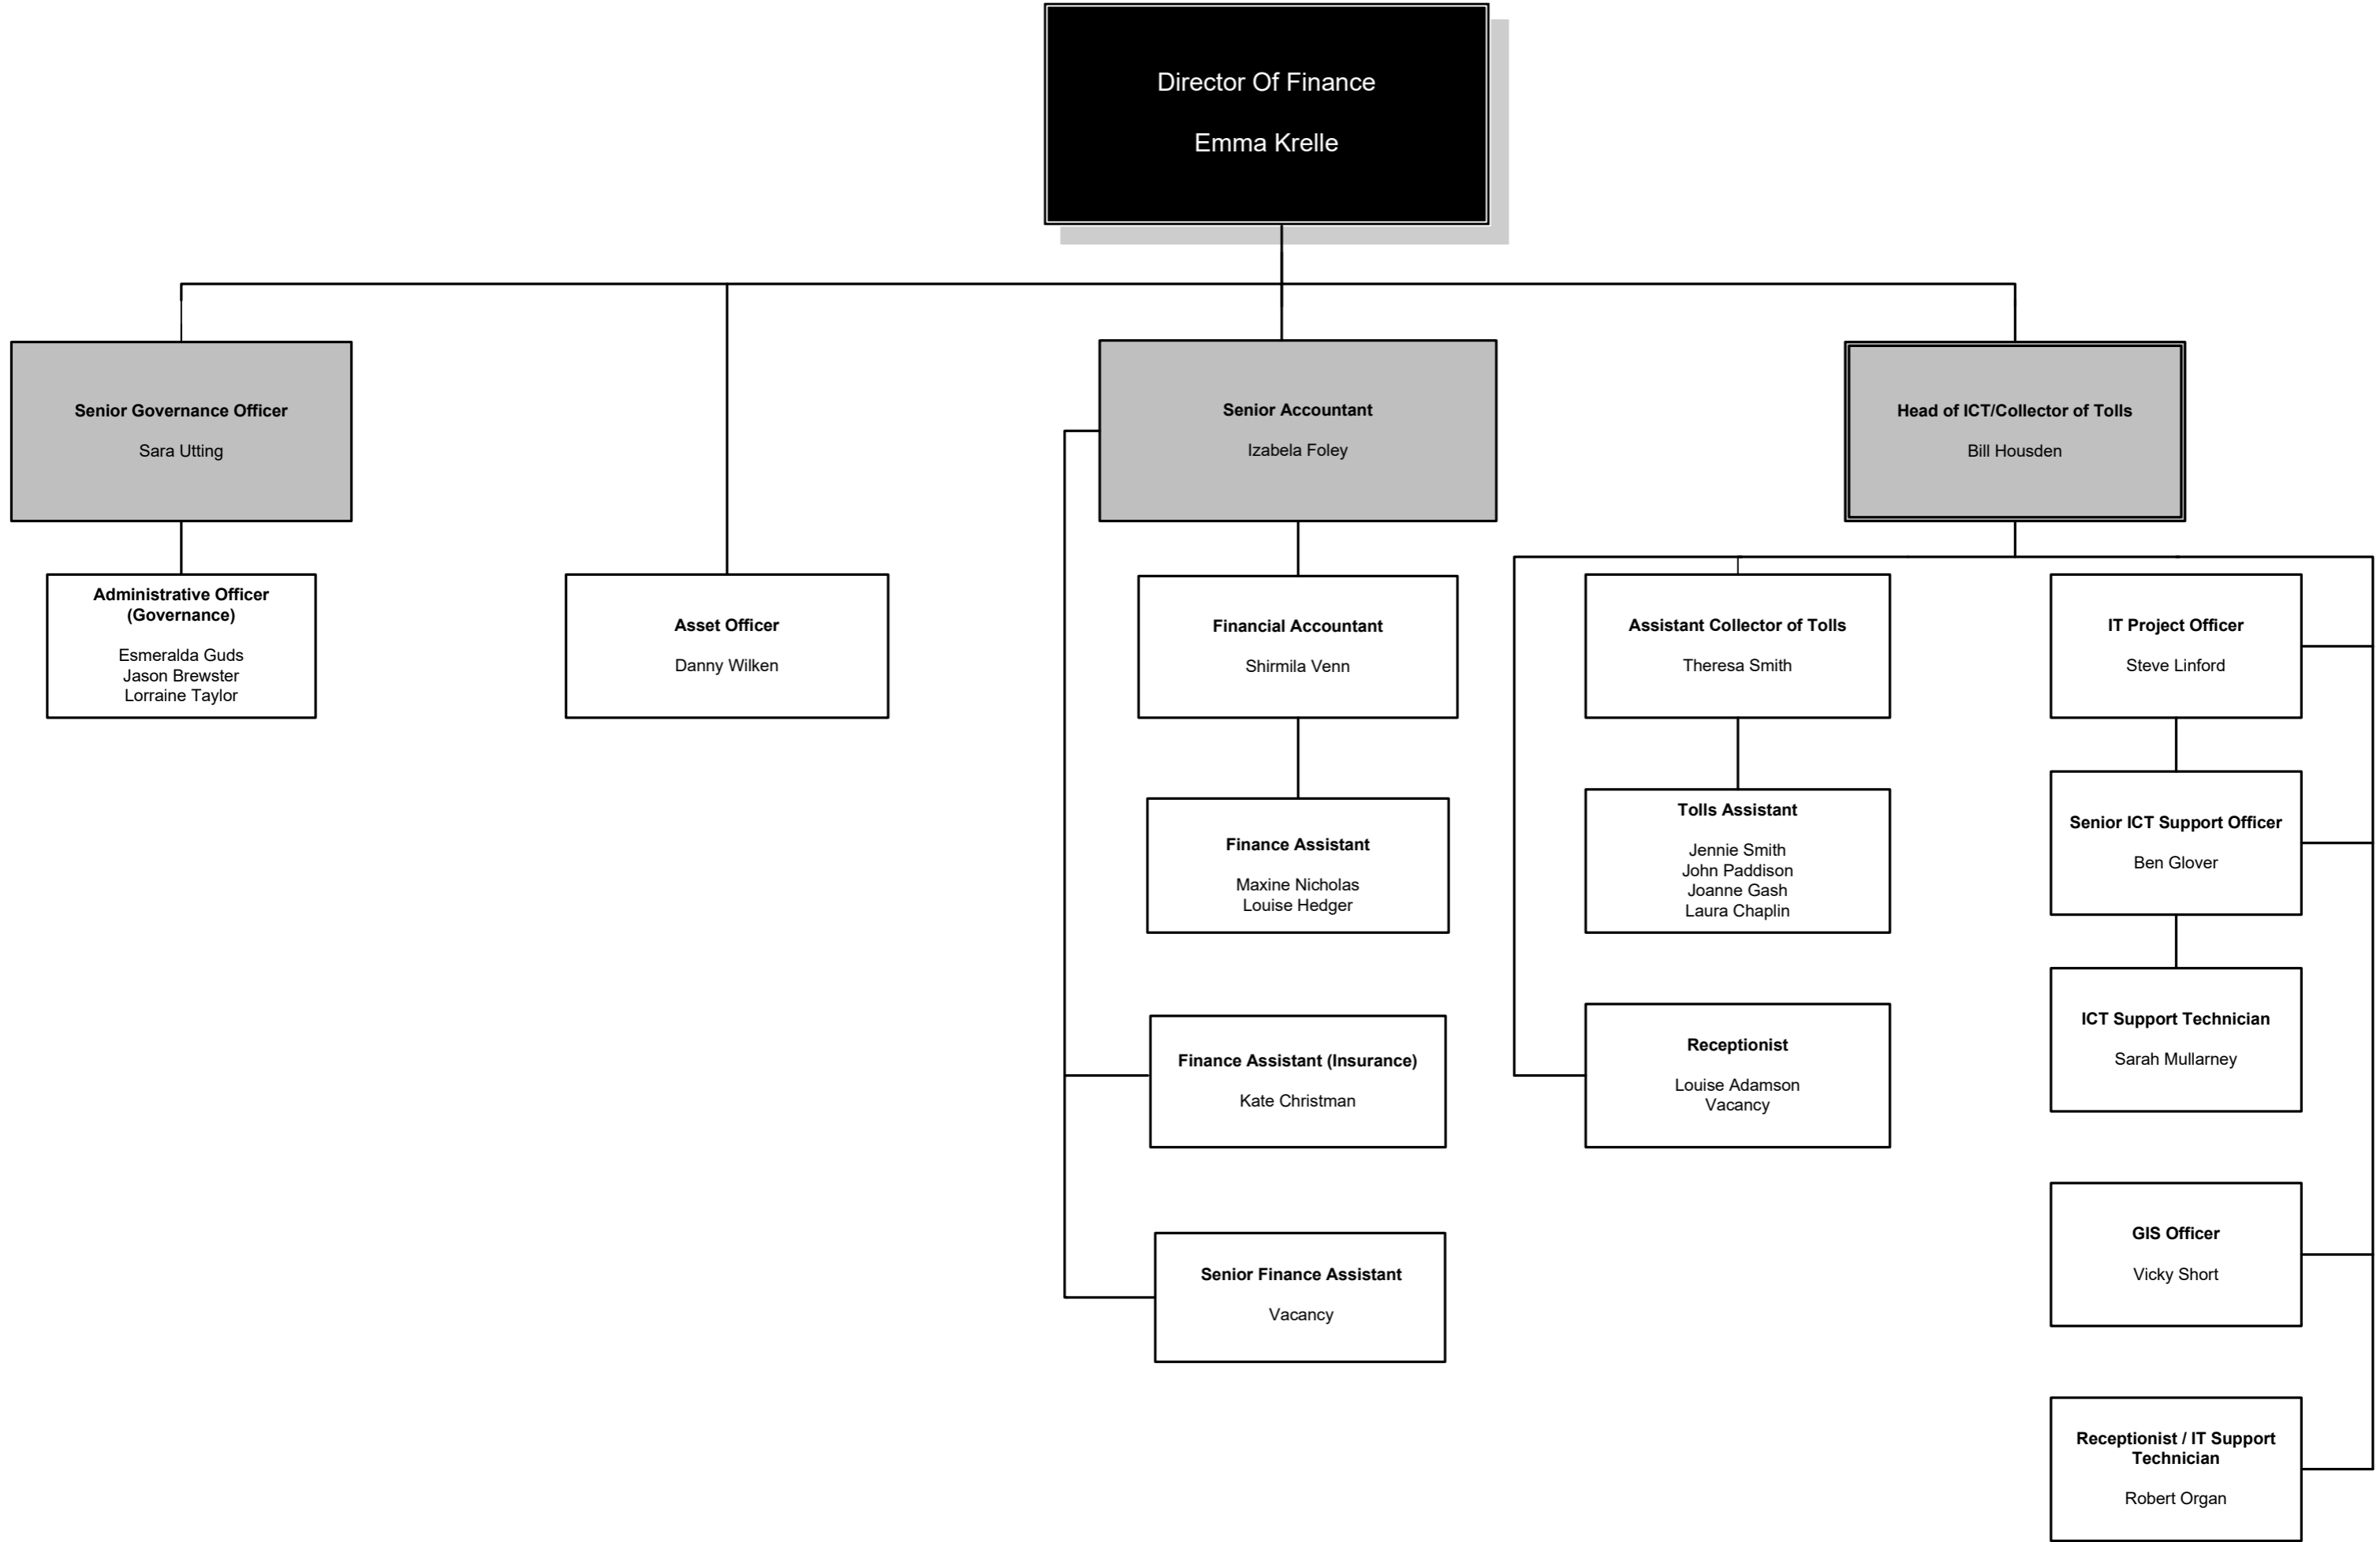 Director Of Finance
Emma Krelle
Senior Governance Officer
Sara Utting
Senior Accountant
Izabela Foley
Head of ICT/Collector of Tolls
Bill Housden
Administrative Officer
(Governance)
Esmeralda Guds
Jason Brewster
Lorraine Taylor
Asset Officer
Danny Wilken
Financial Accountant
Shirmila Venn
Assistant Collector of Tolls
Theresa Smith
IT Project Officer
Steve Linford
Finance Assistant
Maxine Nicholas
Louise Hedger
Tolls Assistant
Jennie Smith
John Paddison
Joanne Gash
Laura Chaplin
Senior ICT Support Officer
Ben Glover
Finance Assistant (Insurance)
Kate Christman
Receptionist
Louise Adamson
Vacancy
ICT Support Technician
Sarah Mullarney
Senior Finance Assistant
Vacancy
GIS Officer
Vicky Short
Receptionist / IT Support
Technician
Robert Organ